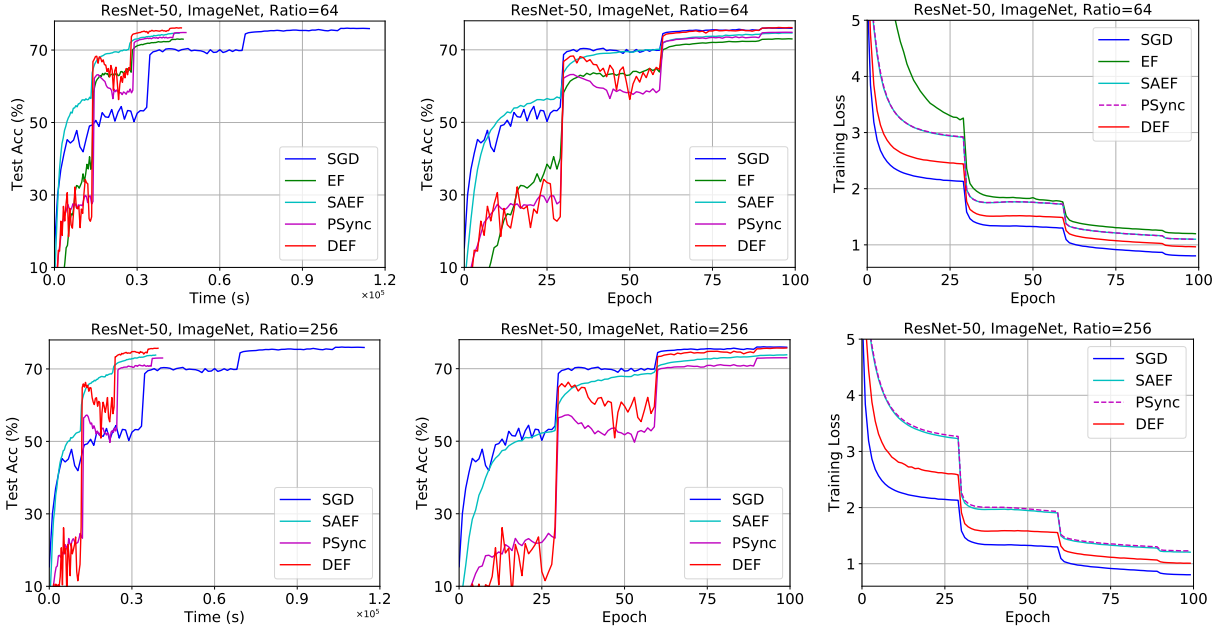 ResNet-50, ImageNet, Ratio=64
Test Acc (%)
70
50
30
10
SGD
EF
SAEF
PSync
DEF
0.0 0.3 0.6 0.9 1.2
Time (s)
×10⁵
ResNet-50, ImageNet, Ratio=64
Test Acc (%)
70
50
30
10
SGD
EF
SAEF
PSync
DEF
0 25 50 75 100
Epoch
ResNet-50, ImageNet, Ratio=64
Training Loss
5
4
3
2
1
SGD
EF
SAEF
PSync
DEF
0 25 50 75 100
Epoch
ResNet-50, ImageNet, Ratio=256
Test Acc (%)
70
50
30
10
SGD
SAEF
PSync
DEF
0.0 0.3 0.6 0.9 1.2
Time (s)
×10⁵
ResNet-50, ImageNet, Ratio=256
Test Acc (%)
70
50
30
10
SGD
SAEF
PSync
DEF
0 25 50 75 100
Epoch
ResNet-50, ImageNet, Ratio=256
Training Loss
5
4
3
2
1
SGD
SAEF
PSync
DEF
0 25 50 75 100
Epoch